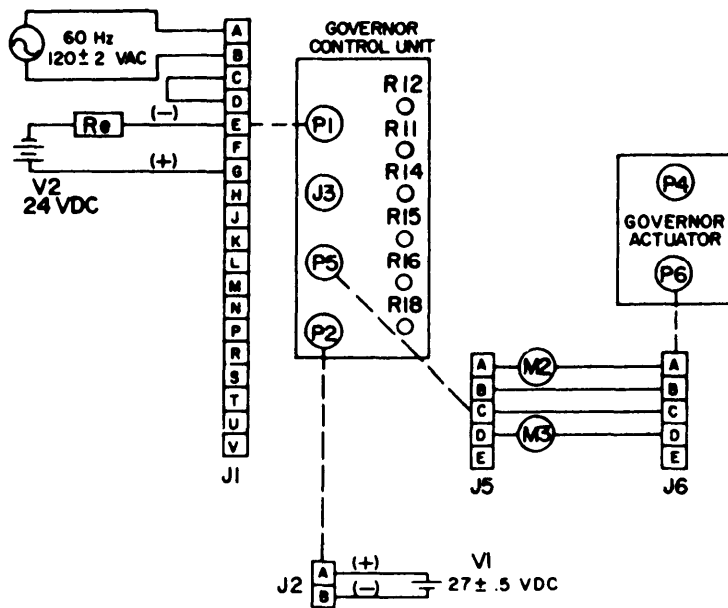 60 Hz
120±2 VAC
A
B
C
D
E
F
G
H
J
K
L
M
N
P
R
S
T
U
V
J1
(-)
Re
(+)
V2
24 VDC
GOVERNOR
CONTROL UNIT
P1
J3
P5
P2
R12
R11
R14
R15
R16
R18
P4
GOVERNOR
ACTUATOR
P6
A
B
C
D
E
J5
M2
M3
A
B
C
D
E
J6
J2
A
B
(+)
(-)
V1
27± .5 VDC